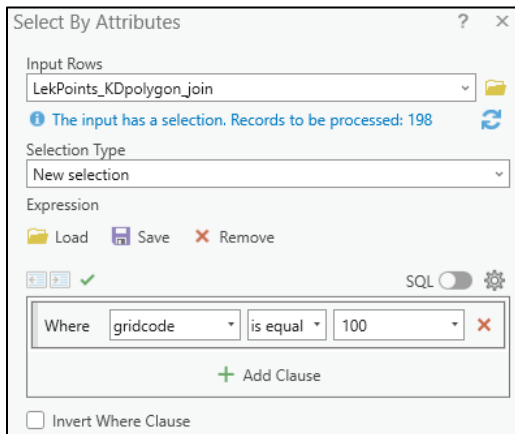 Select By Attributes ? ×
Input Rows
LekPoints_KDpolygon_join
The input has a selection. Records to be processed: 198
Selection Type
New selection
Expression
Load Save Remove
SQL
Where gridcode is equal 100
Add Clause
Invert Where Clause